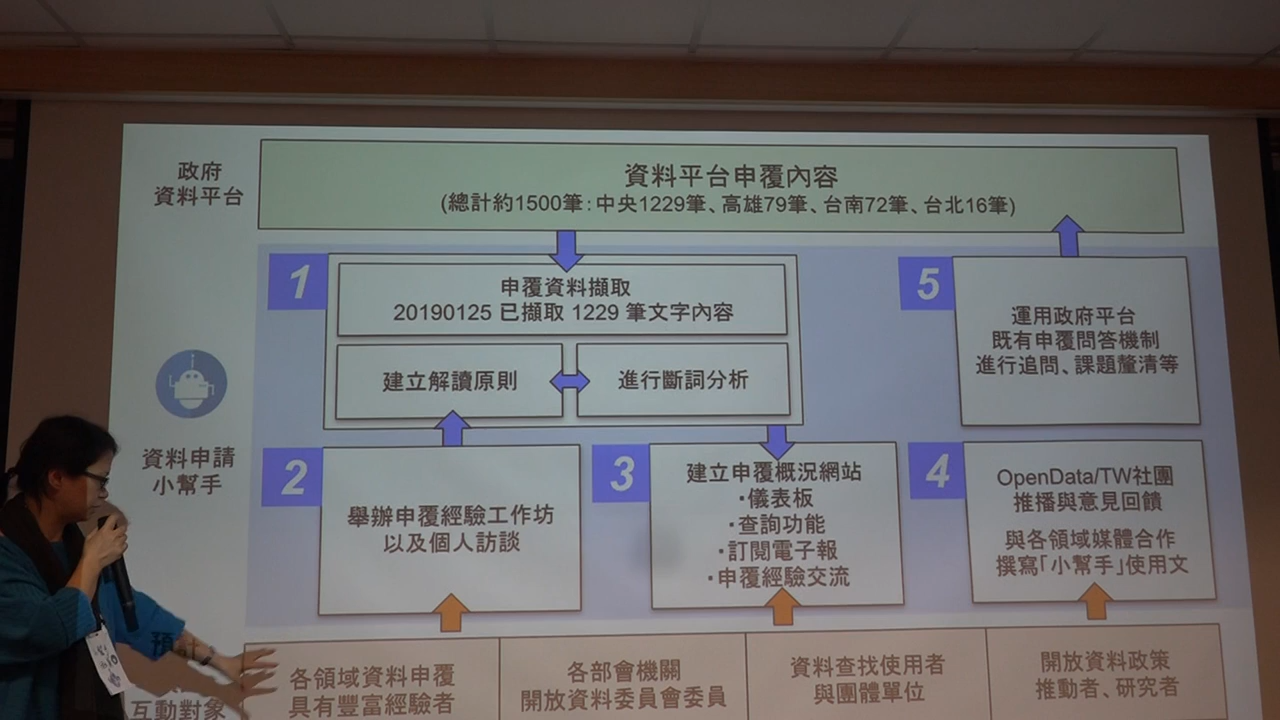 政府
資料平台
資料平台申覆內容
(總計約1500筆：中央1229筆、高雄79筆、台南72筆、台北16筆)
1
申覆資料擷取
20190125 已擷取 1229 筆文字內容
建立解讀原則
進行斷詞分析
5
運用政府平台
既有申覆問答機制
進行追問、課題釐清等
資料申請
小幫手
2
舉辦申覆經驗工作坊
以及個人訪談
3
建立申覆概況網站
·儀表板
·查詢功能
·訂閱電子報
·申覆經驗交流
4
OpenData/TW社團
推播與意見回饋
與各領域媒體合作
撰寫「小幫手」使用文
預
互動對象
各領域資料申覆
具有豐富經驗者
各部會機關
開放資料委員會委員
資料查找使用者
與團體單位
開放資料政策
推動者、研究者